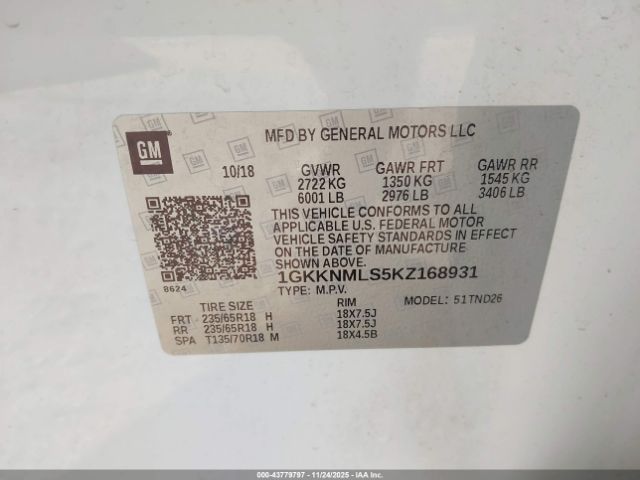 GM
MFD BY GENERAL MOTORS LLC
10/18
GVWR GAWR FRT GAWR RR
2722 KG 1350 KG 1545 KG
6001 LB 2976 LB 3406 LB
THIS VEHICLE CONFORMS TO ALL
APPLICABLE U.S. FEDERAL MOTOR
VEHICLE SAFETY STANDARDS IN EFFECT
ON THE DATE OF MANUFACTURE
SHOWN ABOVE.
8624
1GKKNMLS5KZ168931
TYPE: M.P.V. MODEL: 51TND26
TIRE SIZE RIM
FRT 235/65R18 H 18X7.5J
RR 235/65R18 H 18X7.5J
SPA T135/70R18 M 18X4.5B
000-43779797 - 11/24/2025 - IAA, Inc.